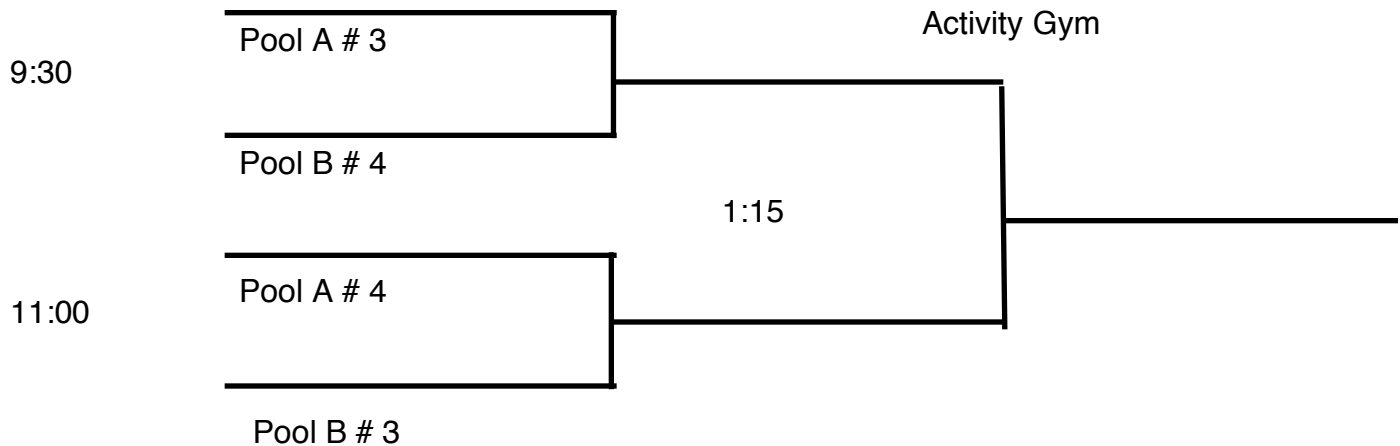 Activity Gym
Pool A # 3
9:30
Pool B # 4
1:15
Pool A # 4
11:00
Pool B # 3